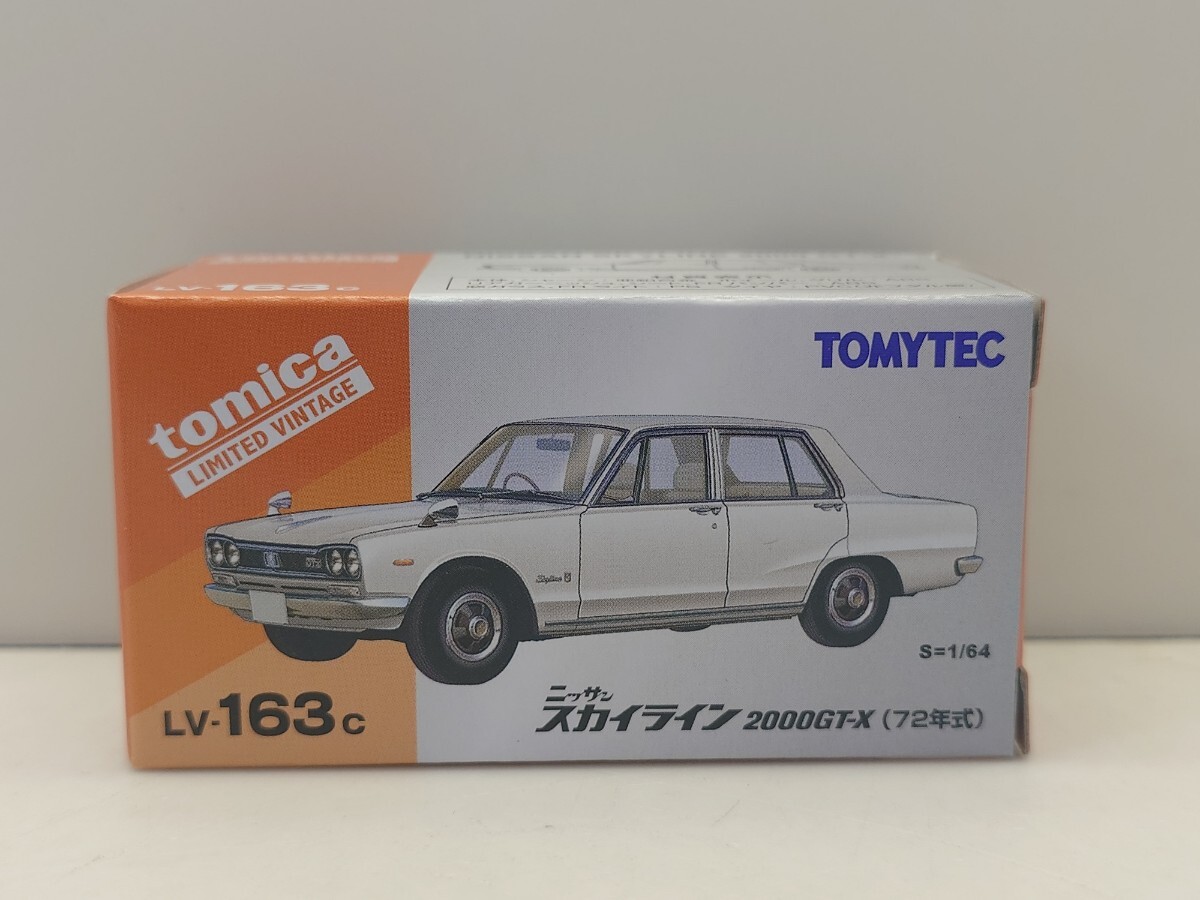 LV-163c
tomica
LIMITED VINTAGE
TOMYTEC
Skyline
S=1/64
LV-163c
ニッサン
スカイライン 2000GT-X (72年式)